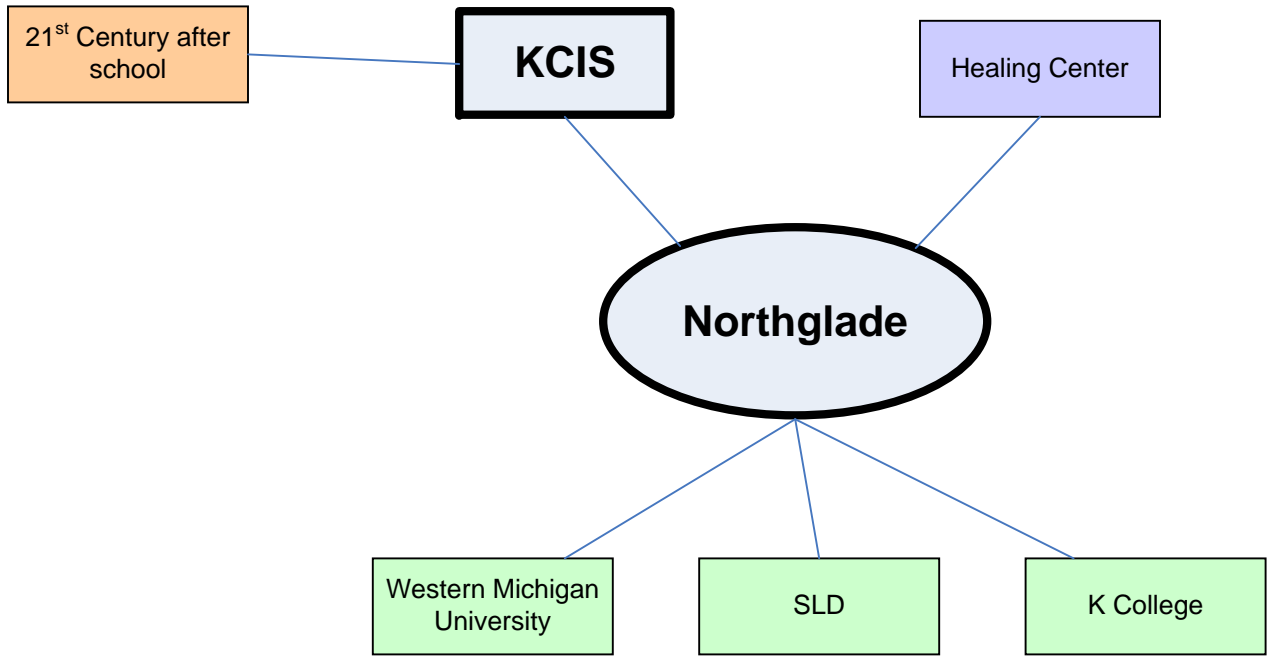 21st Century after
school
KCIS
Healing Center
Northglade
Western Michigan
University
SLD
K College